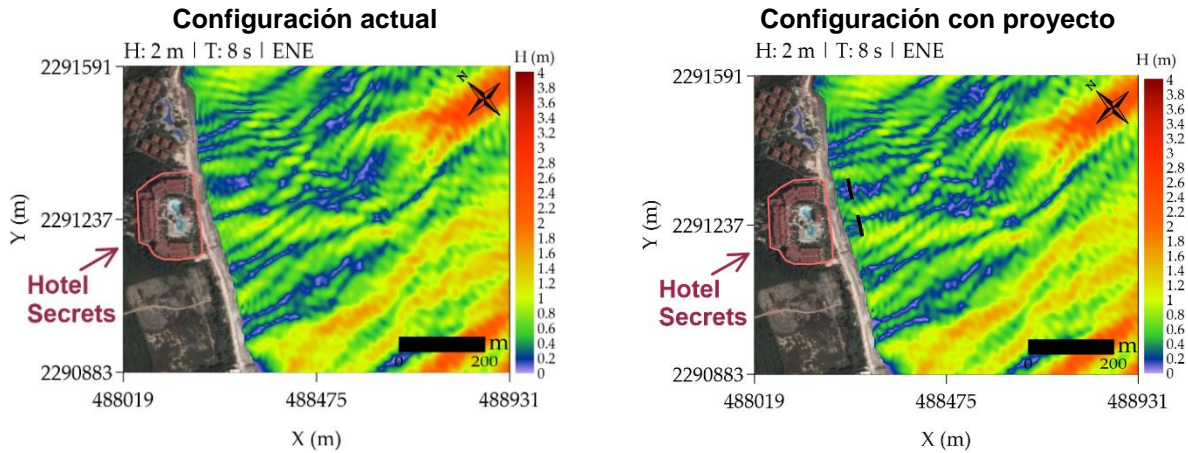 Configuración actual
H: 2 m | T: 8 s | ENE
H (m)
4
3.8
3.6
3.4
3.2
3
2.8
2.6
2.4
2.2
2
1.8
1.6
1.4
1.2
1
0.8
0.6
0.4
0.2
0
N
2291591
2291237
2290883
Y (m)
Hotel
Secrets
m
0 200
488019 488475 488931
X (m)
Configuración con proyecto
H: 2 m | T: 8 s | ENE
H (m)
4
3.8
3.6
3.4
3.2
3
2.8
2.6
2.4
2.2
2
1.8
1.6
1.4
1.2
1
0.8
0.6
0.4
0.2
0
N
2291591
2291237
2290883
Y (m)
Hotel
Secrets
m
0 200
488019 488475 488931
X (m)